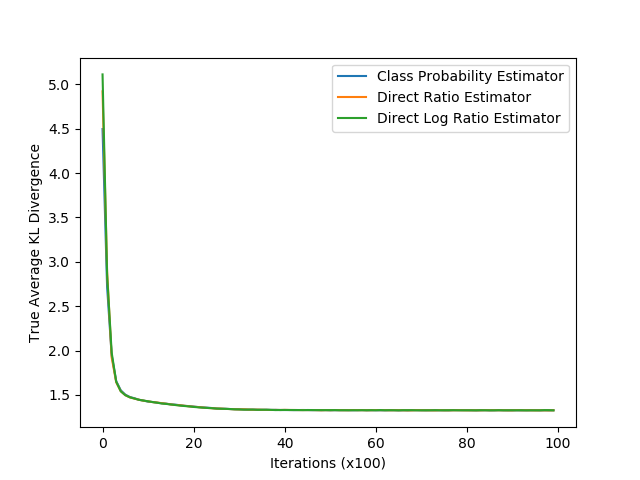 Class Probability Estimator
Direct Ratio Estimator
Direct Log Ratio Estimator
True Average KL Divergence
5.0
4.5
4.0
3.5
3.0
2.5
2.0
1.5
0 20 40 60 80 100
Iterations (x100)